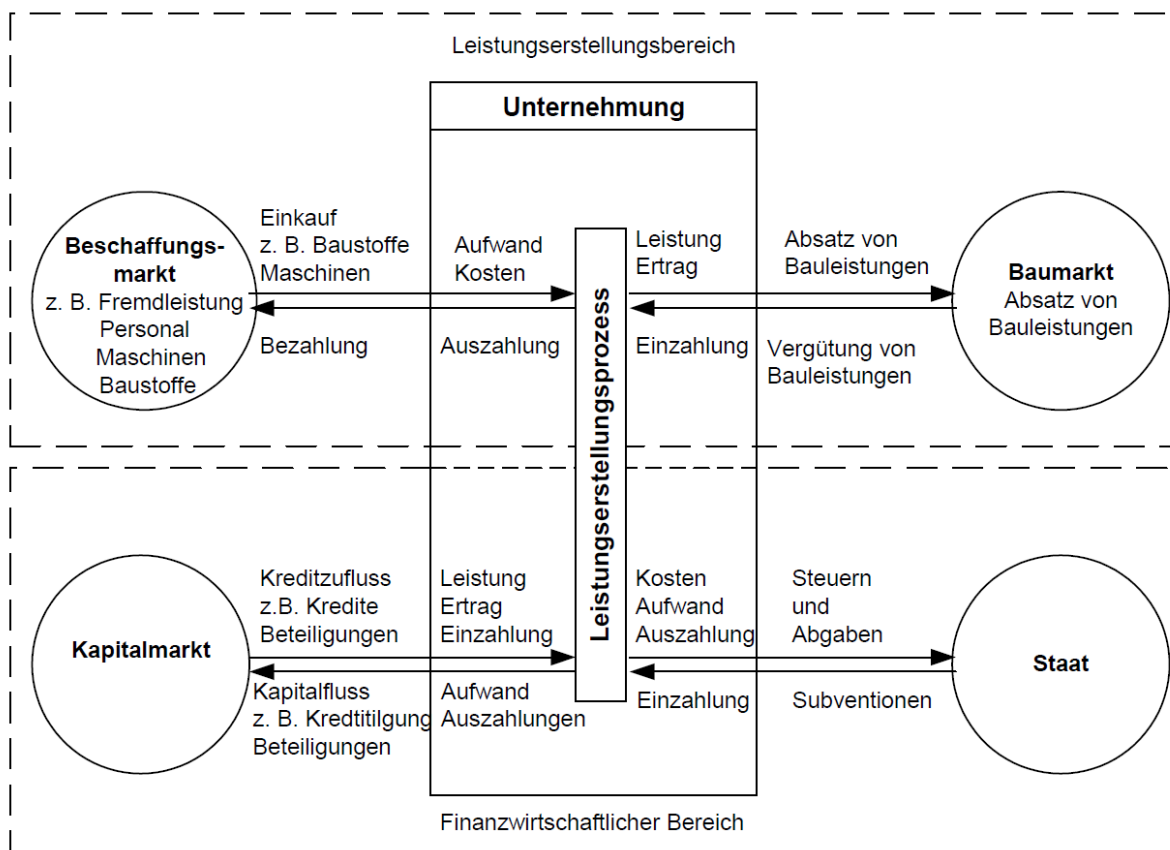 Leistungserstellungsbereich
Unternehmung
Beschaffungs-
markt
z. B. Fremdleistung
Personal
Maschinen
Baustoffe
Einkauf
z. B. Baustoffe
Maschinen
Bezahlung
Aufwand
Kosten
Auszahlung
Leistungserstellungsprozess
Leistung
Ertrag
Einzahlung
Absatz von
Bauleistungen
Vergütung von
Bauleistungen
Baumarkt
Absatz von
Bauleistungen
Kapitalmarkt
Kreditzufluss
z.B. Kredite
Beteiligungen
Kapitalfluss
z. B. Kredtitilgung
Beteiligungen
Leistung
Ertrag
Einzahlung
Aufwand
Auszahlungen
Kosten
Aufwand
Auszahlung
Einzahlung
Steuern
und
Abgaben
Subventionen
Staat
Finanzwirtschaftlicher Bereich